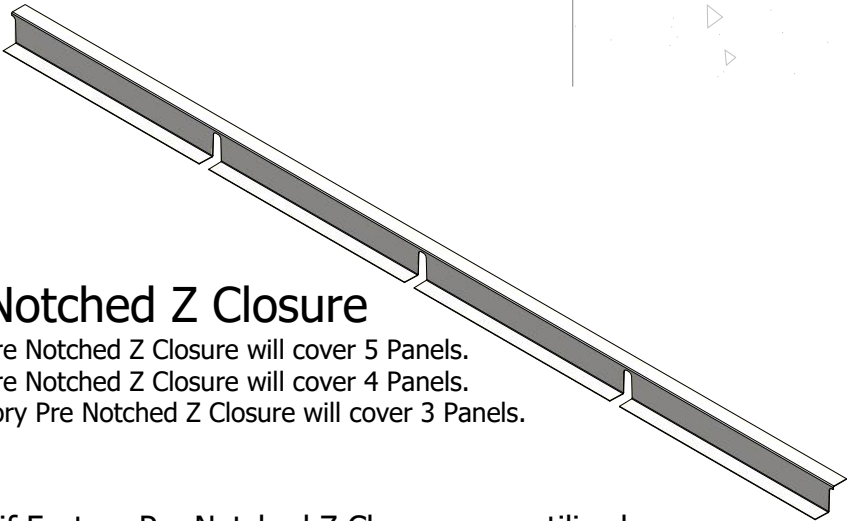 Notched Z Closure
re Notched Z Closure will cover 5 Panels.
re Notched Z Closure will cover 4 Panels.
ory Pre Notched Z Closure will cover 3 Panels.
if Factory Pre Notched Z Closures are utilized